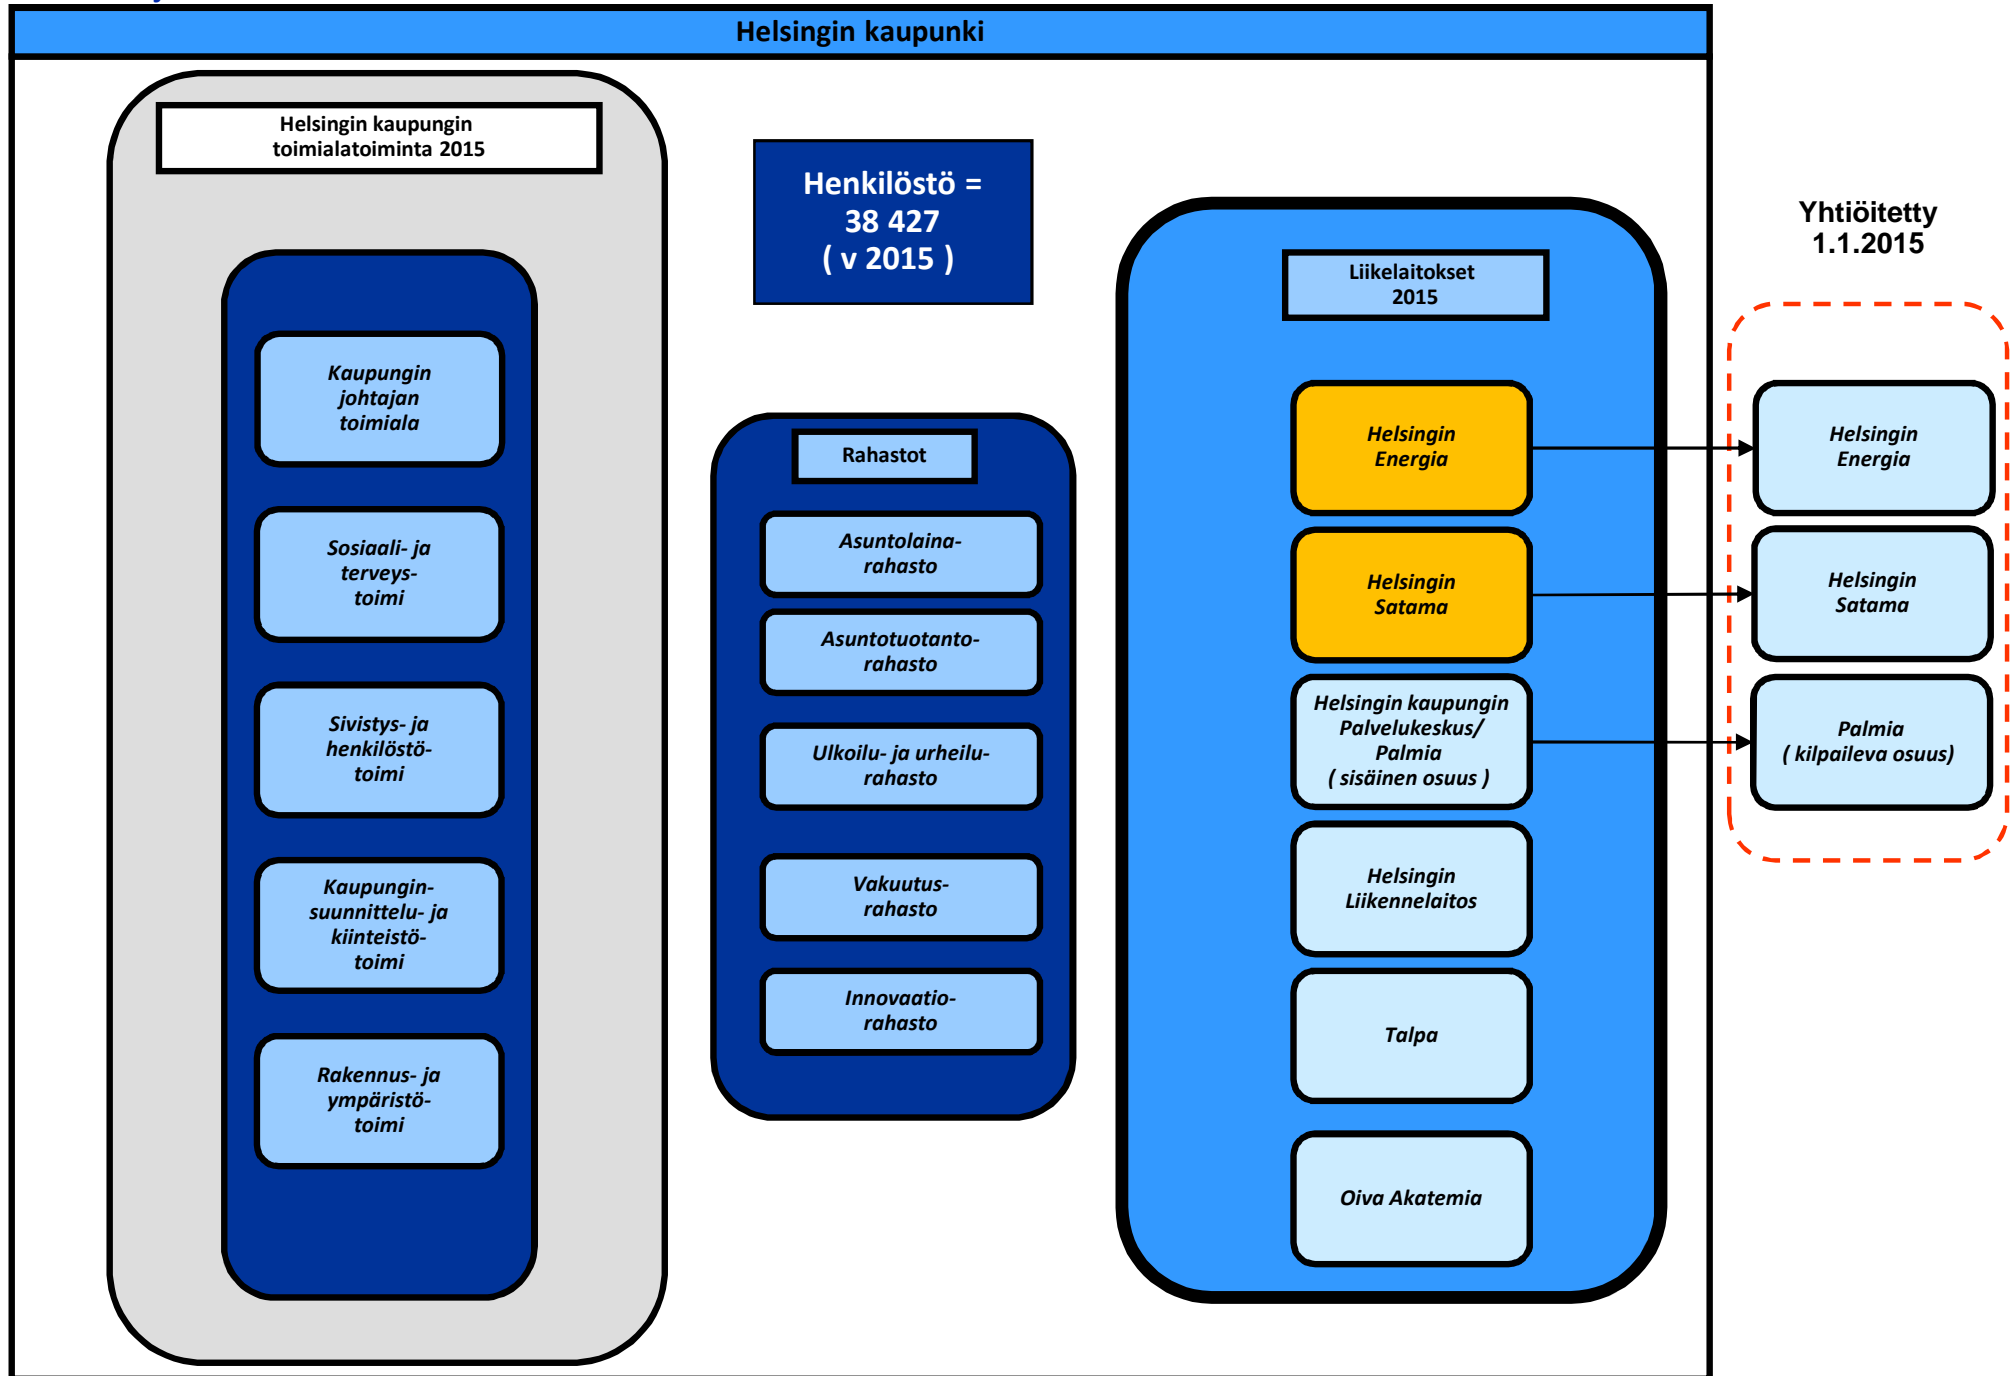 Helsingin kaupunki
Helsingin kaupungin
toimialatoiminta 2015
Kaupungin
johtajan
toimiala
Sosiaali- ja
terveys-
toimi
Sivistys- ja
henkilöstö-
toimi
Kaupungin-
suunnittelu- ja
kiinteistö-
toimi
Rakennus- ja
ympäristö-
toimi
Henkilöstö =
38 427
( v 2015 )
Rahastot
Asuntolaina-
rahasto
Asuntotuotanto-
rahasto
Ulkoilu- ja urheilu-
rahasto
Vakuutus-
rahasto
Innovaatio-
rahasto
Liikelaitokset
2015
Helsingin
Energia
Helsingin
Satama
Helsingin kaupungin
Palvelukeskus/
Palmia
( sisäinen osuus )
Helsingin
Liikennelaitos
Talpa
Oiva Akatemia
Yhtiöitetty
1.1.2015
Helsingin
Energia
Helsingin
Satama
Palmia
( kilpaileva osuus)